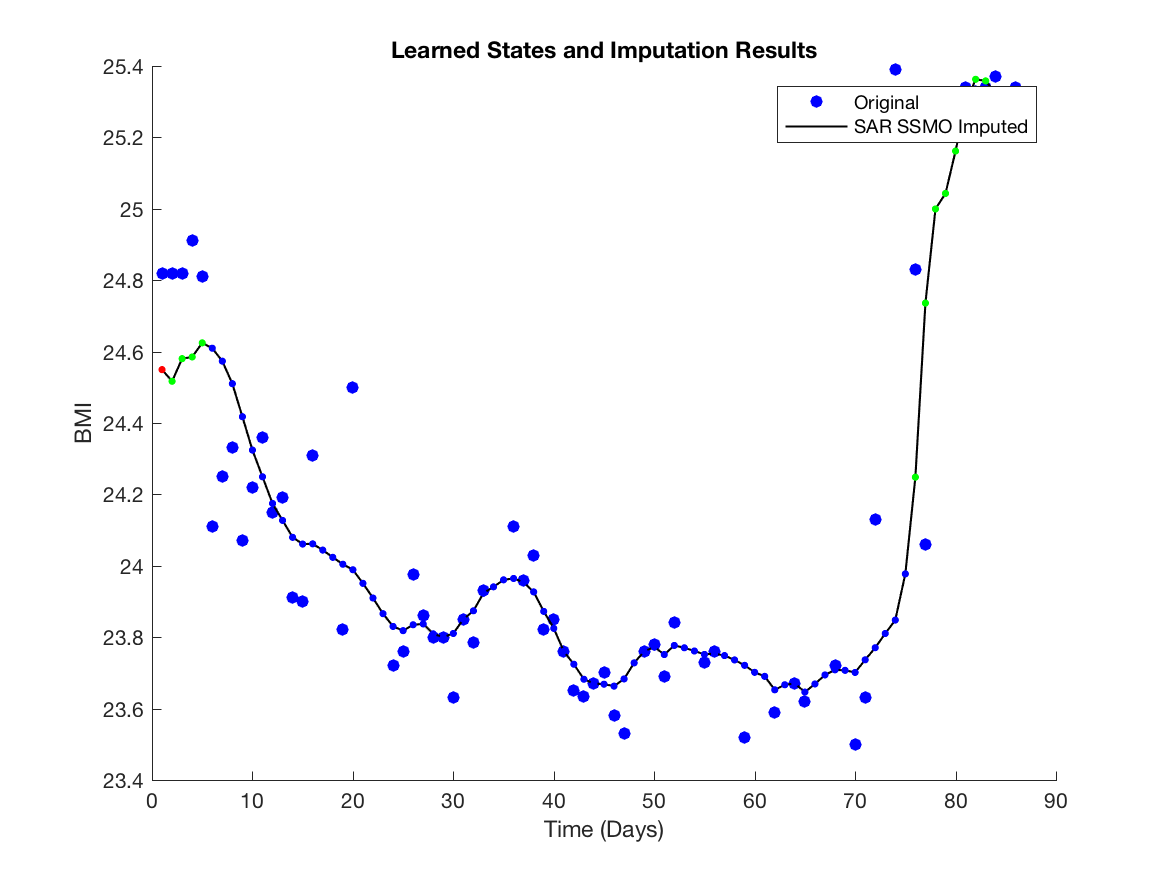 Learned States and Imputation Results
25.4
25.2
25
24.8
24.6
24.4
24.2
24
23.8
23.6
23.4
BMI
Original
SAR SSMO Imputed
0 10 20 30 40 50 60 70 80 90
Time (Days)